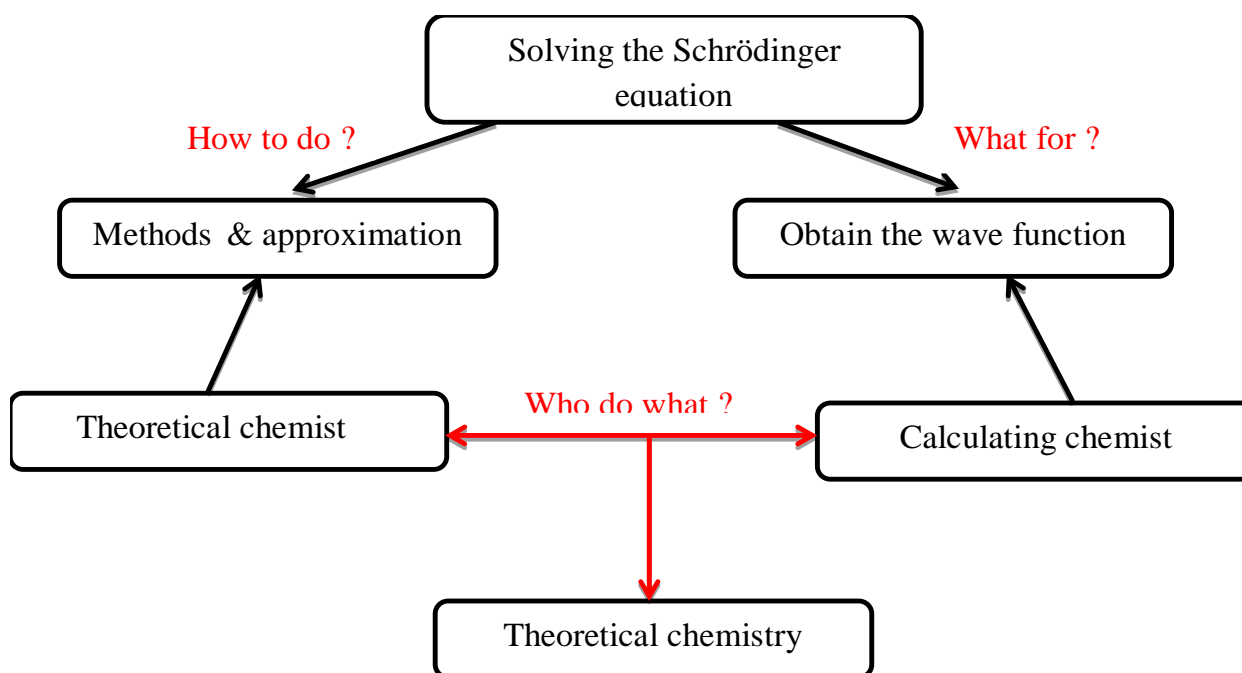 Solving the Schrödinger
equation
How to do ?
What for ?
Methods & approximation
Obtain the wave function
Who do what ?
Theoretical chemist
Calculating chemist
Theoretical chemistry